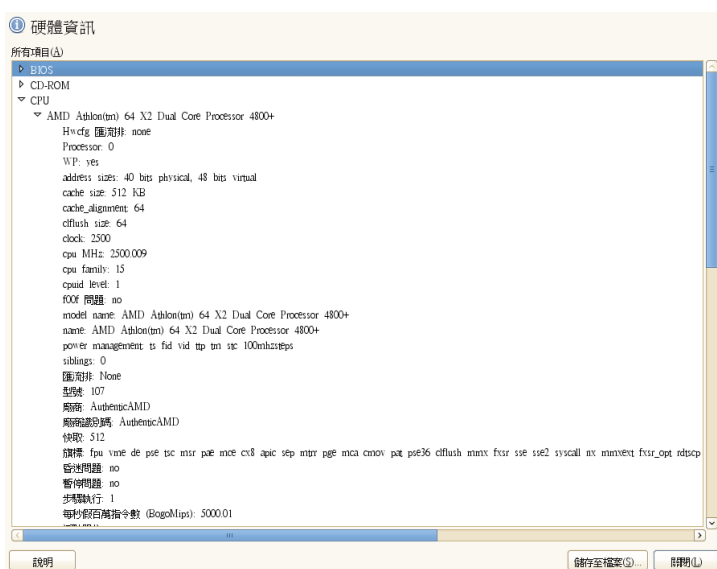 硬體資訊
所有項目(A)
BIOS
CD-ROM
CPU
AMD Athlon(tm) 64 X2 Dual Core Processor 4800+
Hwcfg 匯流排: none
Processor: 0
WP: yes
address sizes: 40 bits physical, 48 bits virtual
cache size: 512 KB
cache_alignment: 64
clflush size: 64
clock: 2500
cpu MHz: 2500.009
cpu family: 15
cpuid level: 1
f00f 問題: no
model name: AMD Athlon(tm) 64 X2 Dual Core Processor 4800+
name: AMD Athlon(tm) 64 X2 Dual Core Processor 4800+
power management: ts fid vid ttp tm stc 100mhzsteps
siblings: 0
匯流排: None
型號: 107
廠商: AuthenticAMD
廠商識別碼: AuthenticAMD
快取: 512
旗標: fpu vme de pse tsc msr pae mce cx8 apic sep mtrr pge mca cmov pat pse36 clflush mmx fxsr sse sse2 syscall nx mmxext fxsr_opt rdtscp
昏迷問題: no
暫停問題: no
步驟執行: 1
每秒假百萬指令數 (BogoMips): 5000.01
說明
儲存至檔案(S)...
關閉(L)